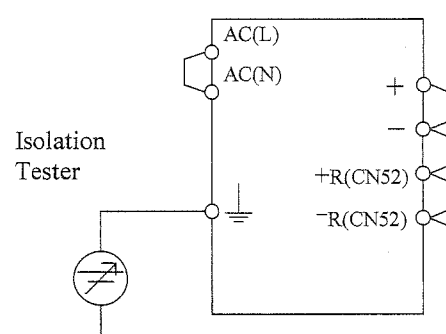 AC(L)
AC(N)
+
−
Isolation
Tester
+R(CN52)
−R(CN52)